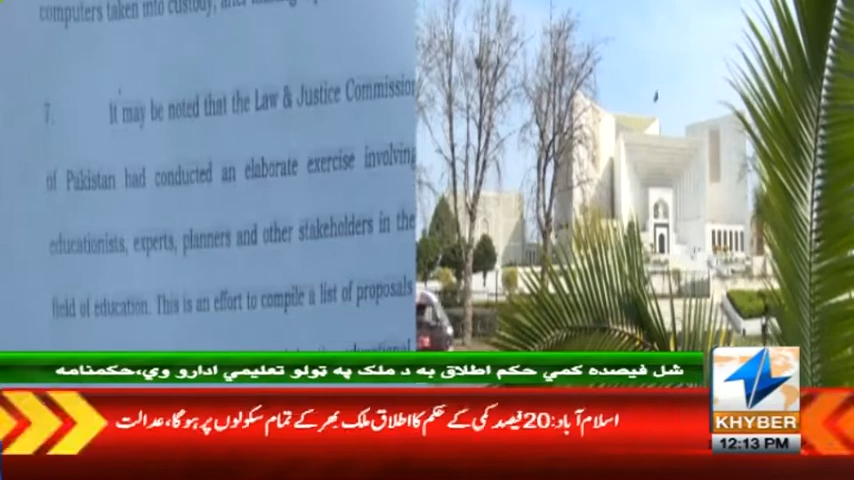 computers taken into custody, after
7. It may be noted that the Law & Justice Commission
of Pakistan had conducted an elaborate exercise involving
educationists, experts, planners and other stakeholders in the
field of education. This is an effort to compile a list of proposals
educational
شل فيصده کمي حکم اطلاق به د ملک په ټولو تعليمي ادارو وي،حکمنامه
اسلام آباد:20فیصد کمی کے حکم کا اطلاق ملک بھر کے تمام سکولوں پر ہوگا، عدالت
KHYBER
12:13 PM